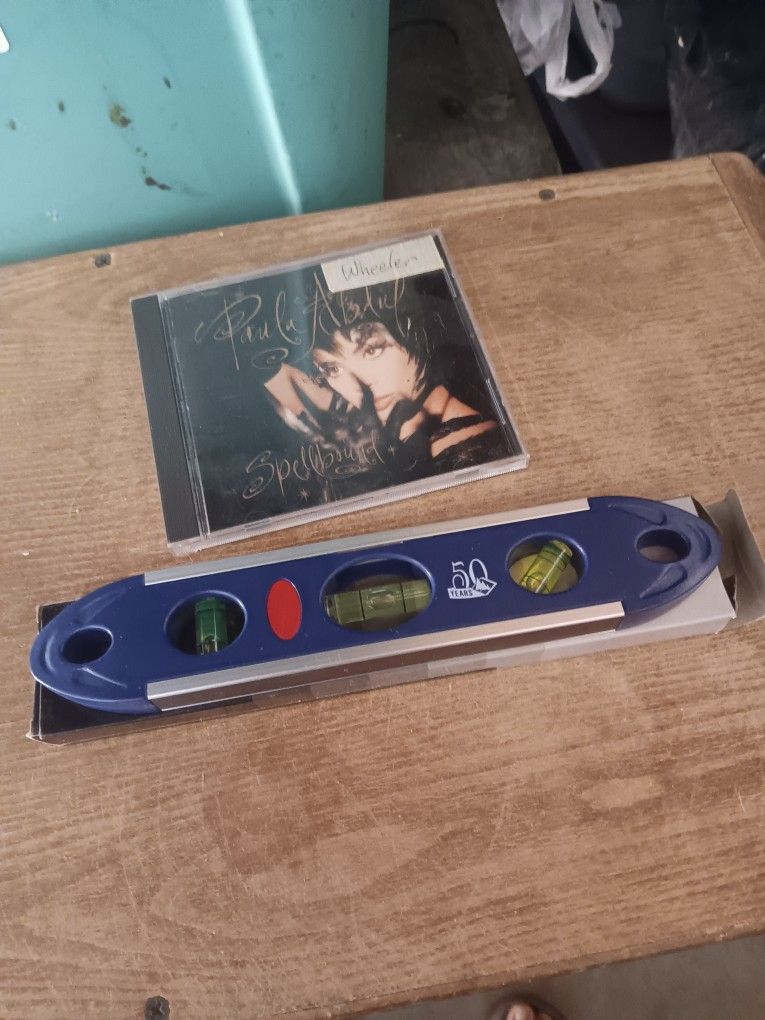 Wheeler
Paula Abdul
Spellbound
50
YEARS